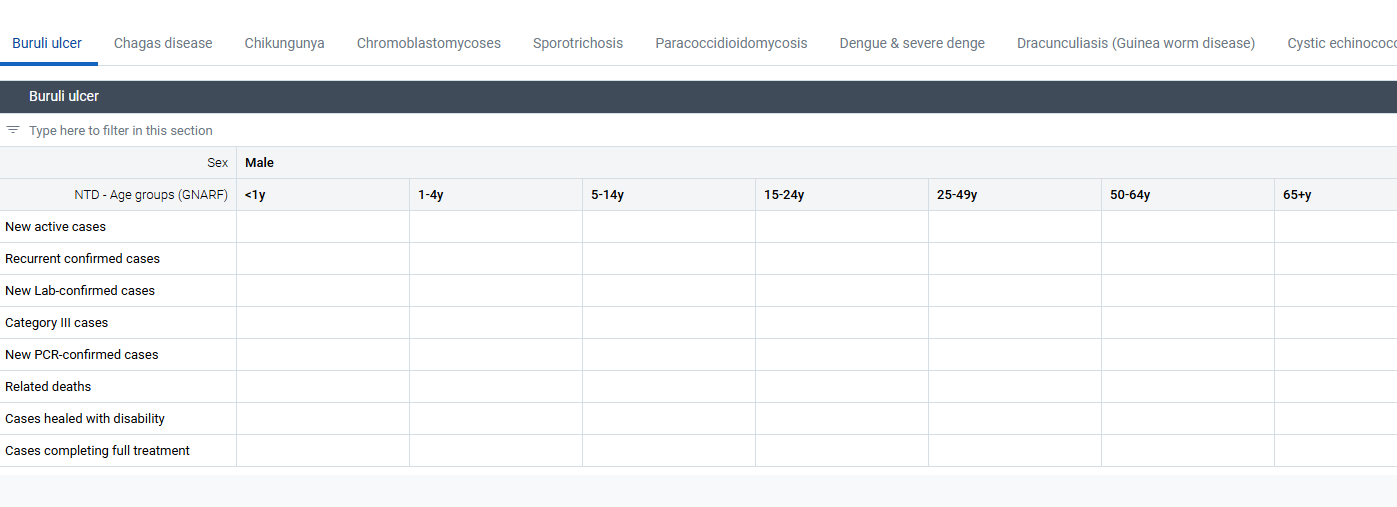 Buruli ulcer Chagas disease Chikungunya Chromoblastomycoses Sporotrichosis Paracoccidioidomycosis Dengue & severe denge Dracunculiasis (Guinea worm disease) Cystic echinococc
Buruli ulcer
Type here to filter in this section
Sex Male
NTD - Age groups (GNARF) <1y 1-4y 5-14y 15-24y 25-49y 50-64y 65+y
New active cases
Recurrent confirmed cases
New Lab-confirmed cases
Category III cases
New PCR-confirmed cases
Related deaths
Cases healed with disability
Cases completing full treatment